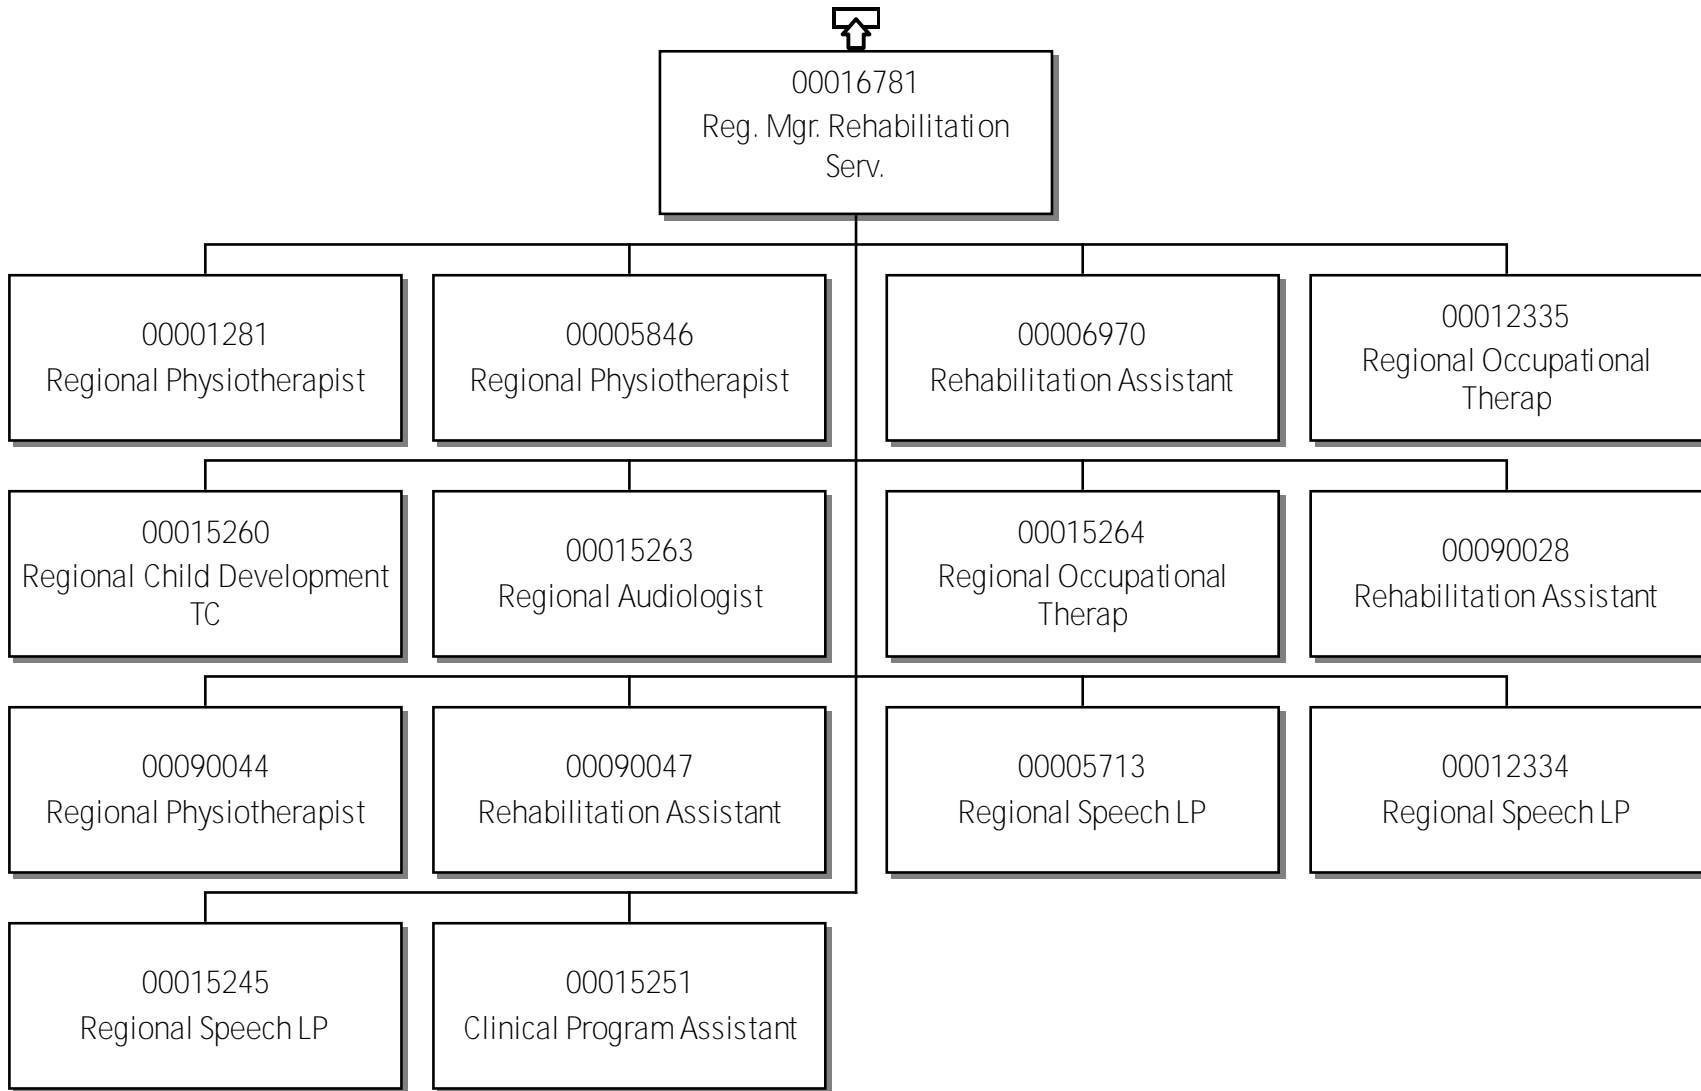 00016781
Reg. Mgr. Rehabilitation
Serv.
00001281
Regional Physiotherapist
00005846
Regional Physiotherapist
00006970
Rehabilitation Assistant
00012335
Regional Occupational
Therap
00015260
Regional Child Development
TC
00015263
Regional Audiologist
00015264
Regional Occupational
Therap
00090028
Rehabilitation Assistant
00090044
Regional Physiotherapist
00090047
Rehabilitation Assistant
00005713
Regional Speech LP
00012334
Regional Speech LP
00015245
Regional Speech LP
00015251
Clinical Program Assistant